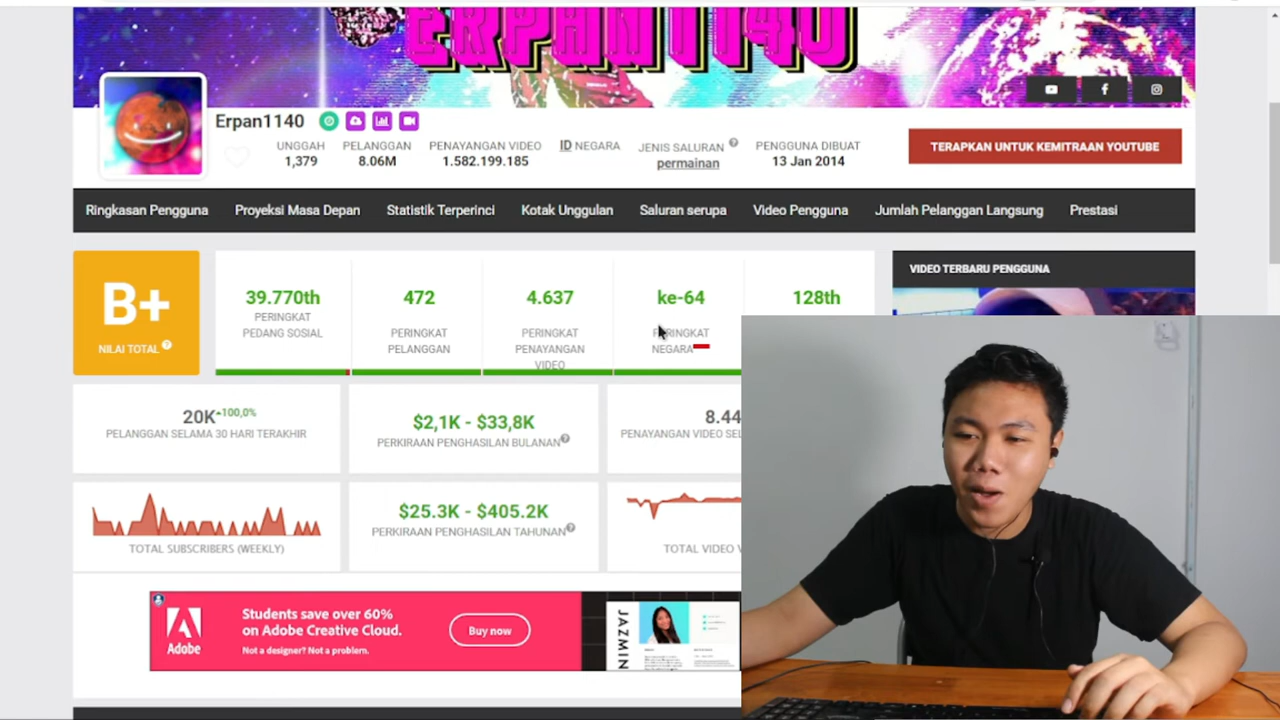 ERPAN1140
Erpan1140
UNGGAH
1,379
PELANGGAN
8.06M
PENAYANGAN VIDEO
1.582.199.185
ID NEGARA
JENIS SALURAN
permainan
PENGGUNA DIBUAT
13 Jan 2014
TERAPKAN UNTUK KEMITRAAN YOUTUBE
Ringkasan Pengguna
Proyeksi Masa Depan
Statistik Terperinci
Kotak Unggulan
Saluran serupa
Video Pengguna
Jumlah Pelanggan Langsung
Prestasi
B+
NILAI TOTAL
39.770th
PERINGKAT
PEDANG SOSIAL
472
PERINGKAT
PELANGGAN
4.637
PERINGKAT
PENAYANGAN
VIDEO
ke-64
PERINGKAT
NEGARA
128th
VIDEO TERBARU PENGGUNA
20K 100,0%
PELANGGAN SELAMA 30 HARI TERAKHIR
$2,1K - $33,8K
PERKIRAAN PENGHASILAN BULANAN
8.44
PENAYANGAN VIDEO SEL
TOTAL SUBSCRIBERS (WEEKLY)
$25.3K - $405.2K
PERKIRAAN PENGHASILAN TAHUNAN
TOTAL VIDEO V
Adobe
Students save over 60%
on Adobe Creative Cloud.
Not a designer? Not a problem.
Buy now
JAZMIN